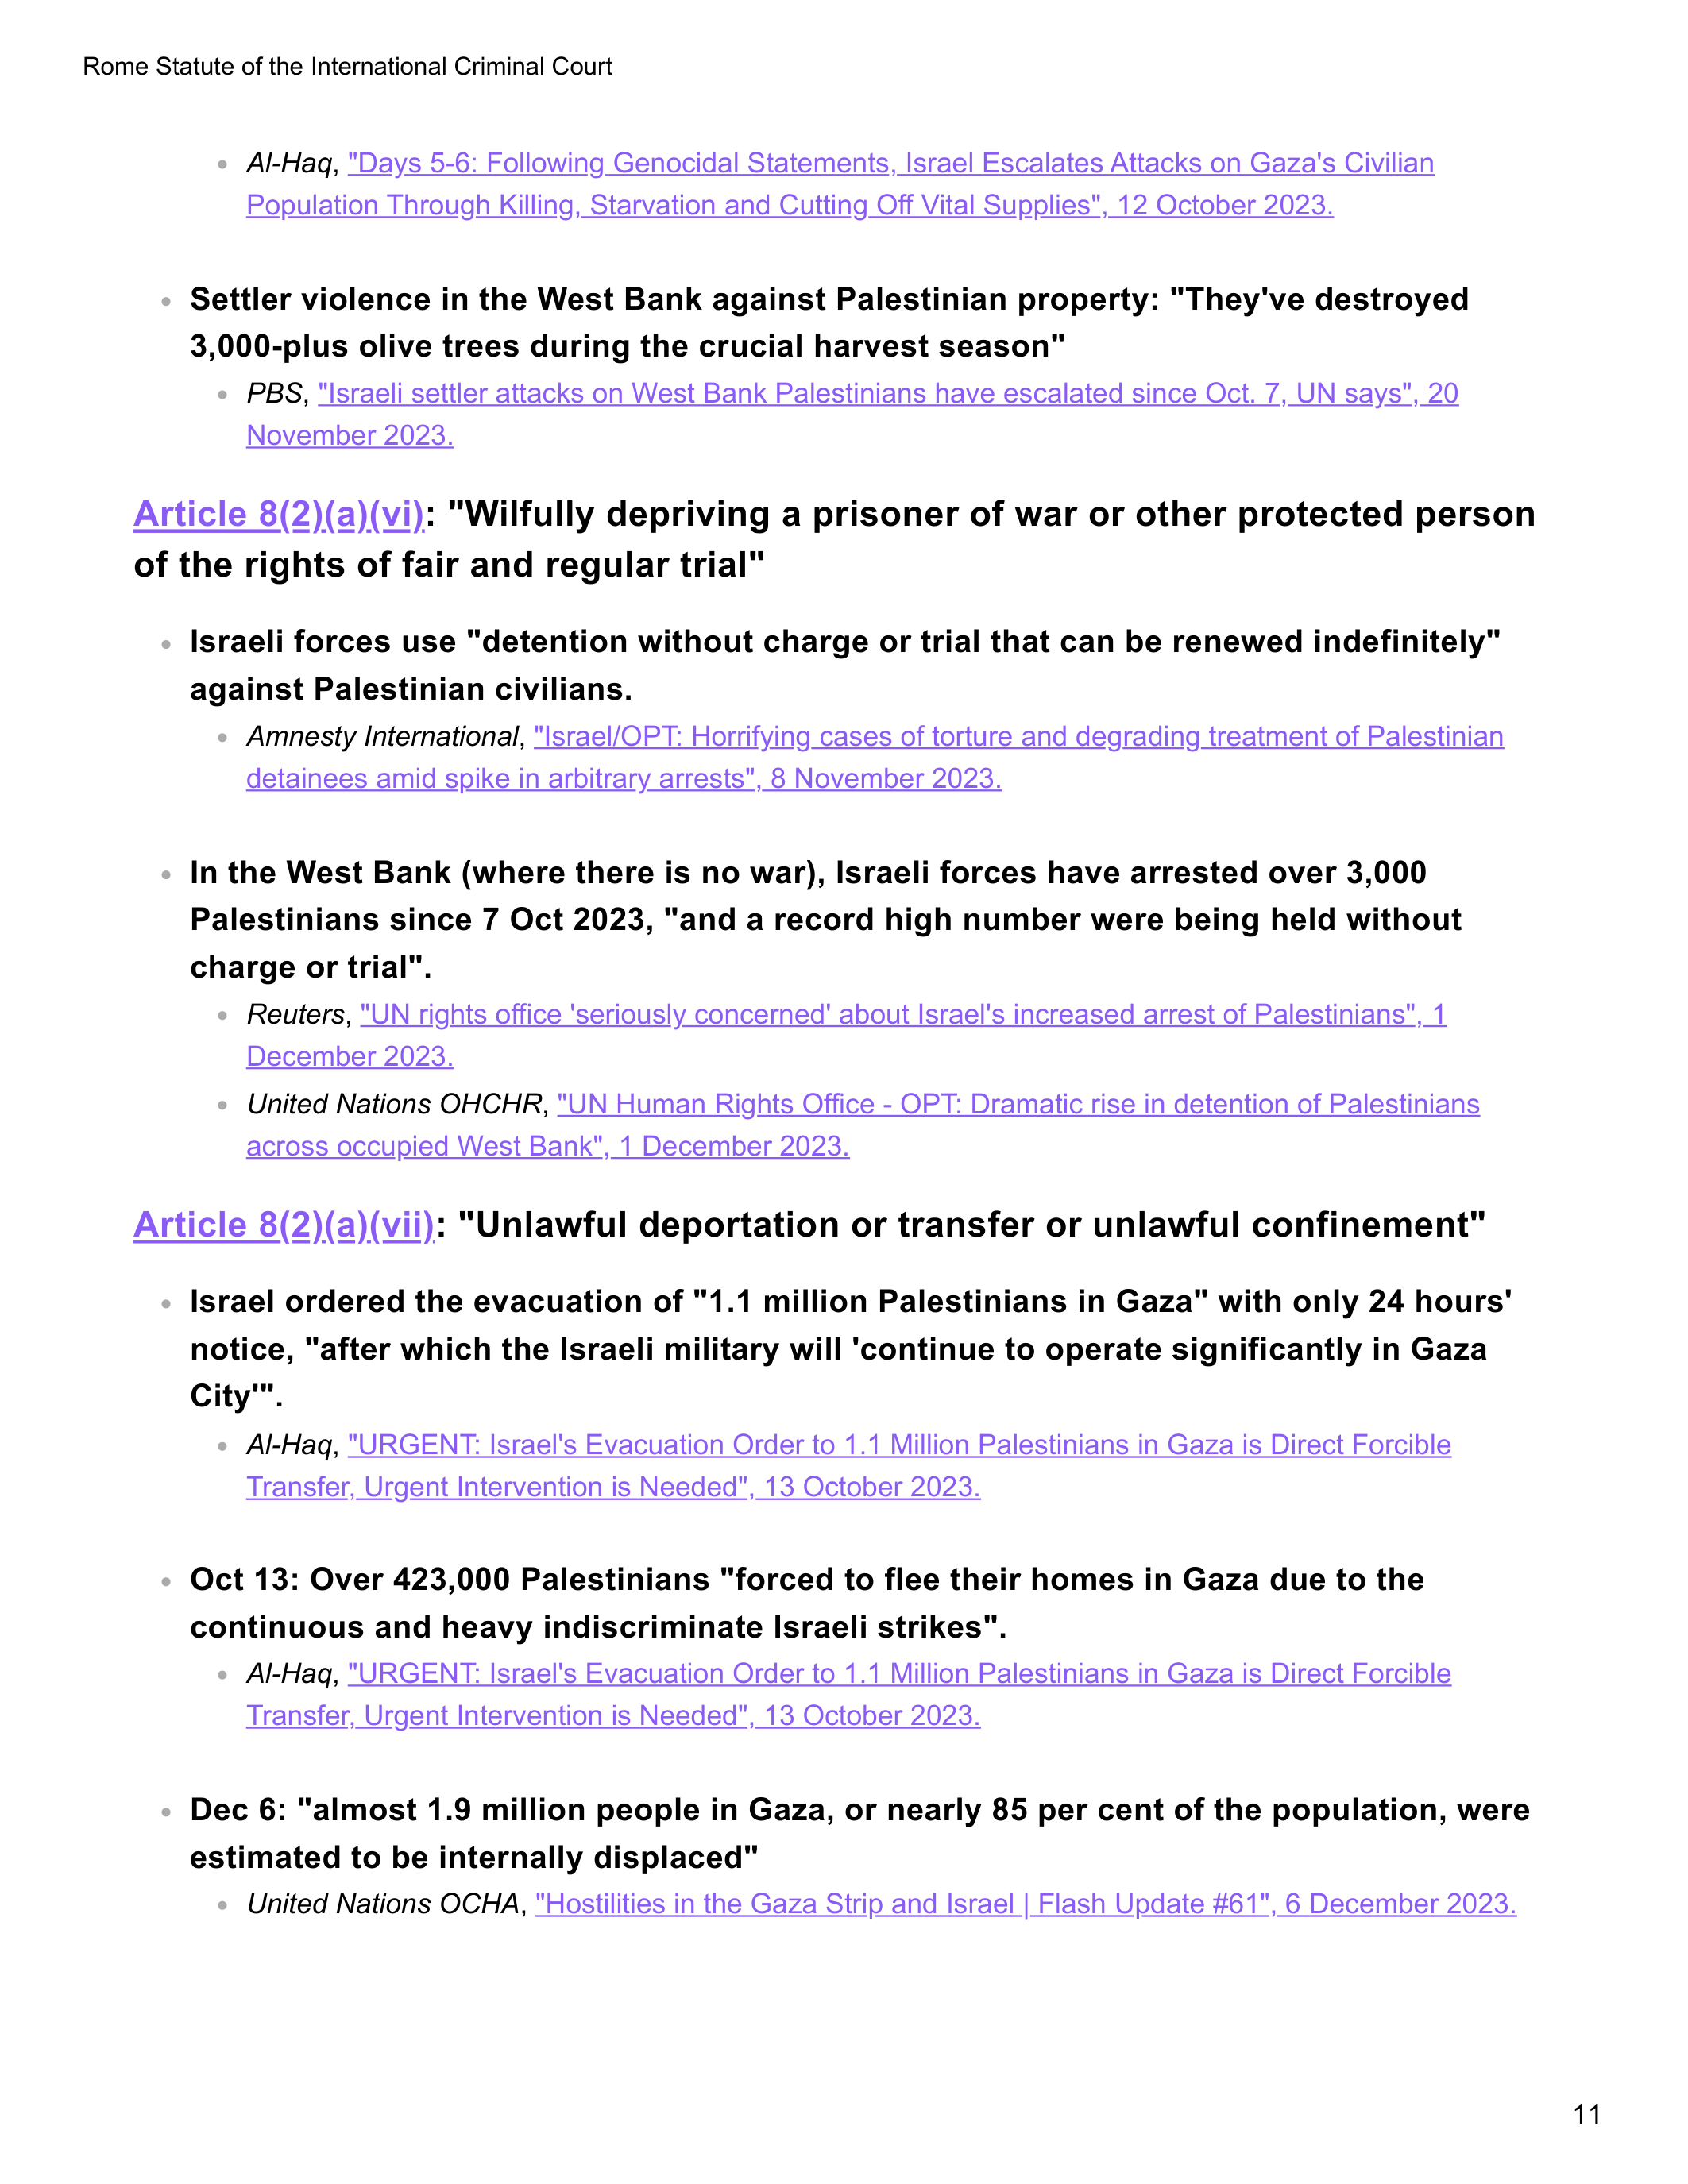 Rome Statute of the International Criminal Court
• Al-Haq, "Days 5-6: Following Genocidal Statements, Israel Escalates Attacks on Gaza's Civilian
Population Through Killing, Starvation and Cutting Off Vital Supplies", 12 October 2023.
• Settler violence in the West Bank against Palestinian property: "They've destroyed
3,000-plus olive trees during the crucial harvest season"
• PBS, "Israeli settler attacks on West Bank Palestinians have escalated since Oct. 7, UN says", 20
November 2023.
Article 8(2)(a)(vi): "Wilfully depriving a prisoner of war or other protected person
of the rights of fair and regular trial"
• Israeli forces use "detention without charge or trial that can be renewed indefinitely"
against Palestinian civilians.
• Amnesty International, "Israel/OPT: Horrifying cases of torture and degrading treatment of Palestinian
detainees amid spike in arbitrary arrests", 8 November 2023.
• In the West Bank (where there is no war), Israeli forces have arrested over 3,000
Palestinians since 7 Oct 2023, "and a record high number were being held without
charge or trial".
• Reuters, "UN rights office 'seriously concerned' about Israel's increased arrest of Palestinians", 1
December 2023.
• United Nations OHCHR, "UN Human Rights Office - OPT: Dramatic rise in detention of Palestinians
across occupied West Bank", 1 December 2023.
Article 8(2)(a)(vii): "Unlawful deportation or transfer or unlawful confinement"
• Israel ordered the evacuation of "1.1 million Palestinians in Gaza" with only 24 hours'
notice, "after which the Israeli military will 'continue to operate significantly in Gaza
City'".
• Al-Haq, "URGENT: Israel's Evacuation Order to 1.1 Million Palestinians in Gaza is Direct Forcible
Transfer, Urgent Intervention is Needed", 13 October 2023.
• Oct 13: Over 423,000 Palestinians "forced to flee their homes in Gaza due to the
continuous and heavy indiscriminate Israeli strikes".
• Al-Haq, "URGENT: Israel's Evacuation Order to 1.1 Million Palestinians in Gaza is Direct Forcible
Transfer, Urgent Intervention is Needed", 13 October 2023.
• Dec 6: "almost 1.9 million people in Gaza, or nearly 85 per cent of the population, were
estimated to be internally displaced"
• United Nations OCHA, "Hostilities in the Gaza Strip and Israel | Flash Update #61", 6 December 2023.
11